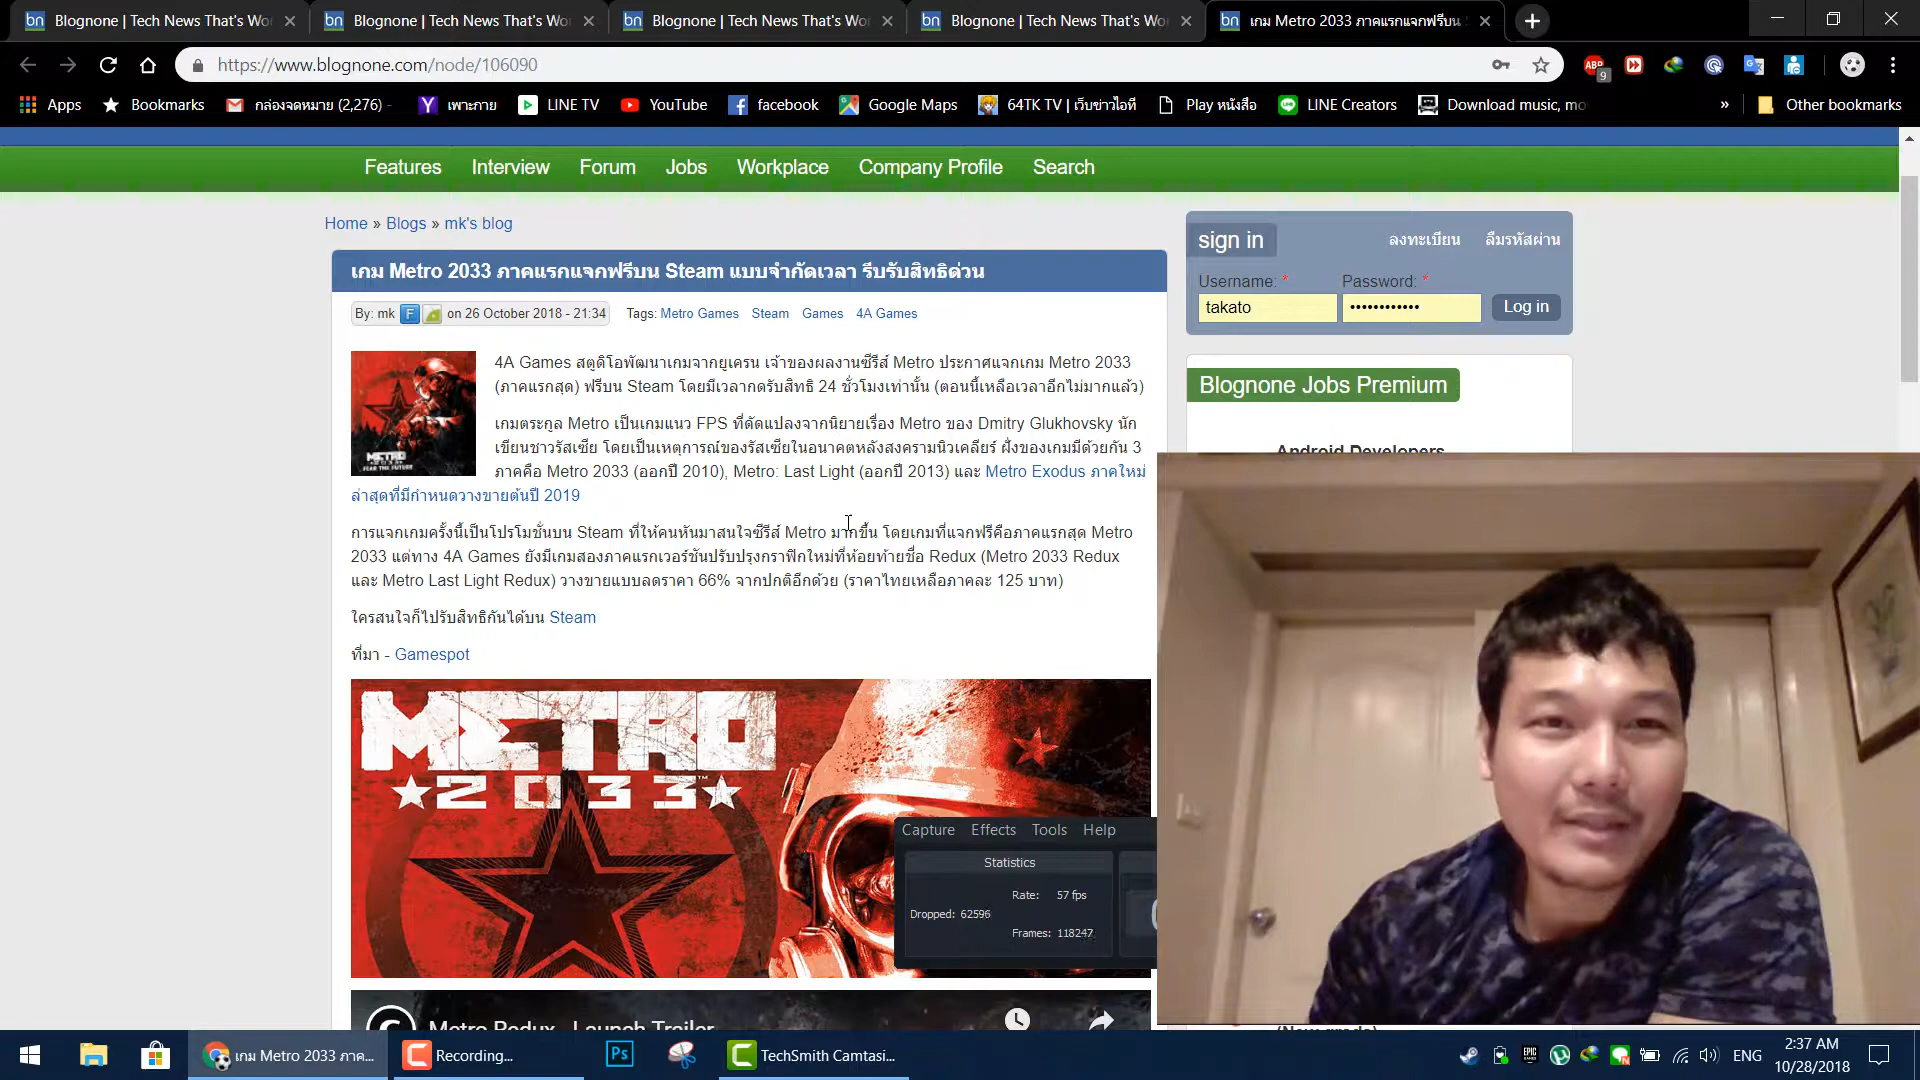 Blognone | Tech News That's Wo
Blognone | Tech News That's Wo
Blognone | Tech News That's Wo
Blognone | Tech News That's Wo
เกม Metro 2033 ภาคแรกแจกฟรีบน
https://www.blognone.com/node/106090
Apps
Bookmarks
กล่องจดหมาย (2,276) -
เพาะกาย
LINE TV
YouTube
facebook
Google Maps
64TK TV | เว็บข่าวไอที
Play หนังสือ
LINE Creators
Download music, mo
»
Other bookmarks
Features
Interview
Forum
Jobs
Workplace
Company Profile
Search
Home » Blogs » mk's blog
เกม Metro 2033 ภาคแรกแจกฟรีบน Steam แบบจำกัดเวลา รีบรับสิทธิด่วน
By: mk on 26 October 2018 - 21:34
Tags: Metro Games Steam Games 4A Games
4A Games สตูดิโอพัฒนาเกมจากยูเครน เจ้าของผลงานซีรีส์ Metro ประกาศแจกเกม Metro 2033
(ภาคแรกสุด) ฟรีบน Steam โดยมีเวลากดรับสิทธิ 24 ชั่วโมงเท่านั้น (ตอนนี้เหลือเวลาอีกไม่มากแล้ว)
เกมตระกูล Metro เป็นเกมแนว FPS ที่ดัดแปลงจากนิยายเรื่อง Metro ของ Dmitry Glukhovsky นัก
เขียนชาวรัสเซีย โดยเป็นเหตุการณ์ของรัสเซียในอนาคตหลังสงครามนิวเคลียร์ ฝั่งของเกมมีด้วยกัน 3
ภาคคือ Metro 2033 (ออกปี 2010), Metro: Last Light (ออกปี 2013) และ Metro Exodus ภาคใหม่
ล่าสุดที่มีกำหนดวางขายต้นปี 2019
การแจกเกมครั้งนี้เป็นโปรโมชั่นบน Steam ที่ให้คนหันมาสนใจซีรีส์ Metro มากขึ้น โดยเกมที่แจกฟรีคือภาคแรกสุด Metro
2033 แต่ทาง 4A Games ยังมีเกมสองภาคแรกเวอร์ชันปรับปรุงกราฟิกใหม่ที่ห้อยท้ายชื่อ Redux (Metro 2033 Redux
และ Metro Last Light Redux) วางขายแบบลดราคา 66% จากปกติอีกด้วย (ราคาไทยเหลือภาคละ 125 บาท)
ใครสนใจก็ไปรับสิทธิกันได้บน Steam
ที่มา - Gamespot
METRO
2033
FEAR THE FUTURE
METRO
2033
Metro Redux - Launch Trailer
sign in
ลงทะเบียน
ลืมรหัสผ่าน
Username: *
Password: *
takato
••••••••••••
Log in
Blognone Jobs Premium
Android Developers
Capture Effects Tools Help
Statistics
Rate: 57 fps
Dropped: 62596
Frames: 118247
เกม Metro 2033 ภาค...
Recording...
Ps
TechSmith Camtasi...
ENG
2:37 AM
10/28/2018